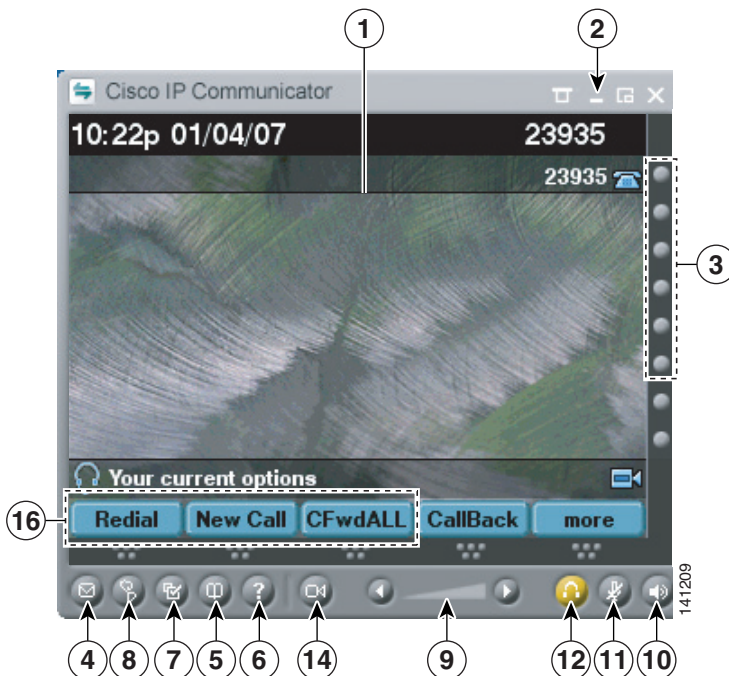 1 2
Cisco IP Communicator
10:22p 01/04/07 23935
23935
3
Your current options
16
Redial New Call CFwdALL CallBack more
?
141209
4 8 7 5 6 14 9 12 11 10